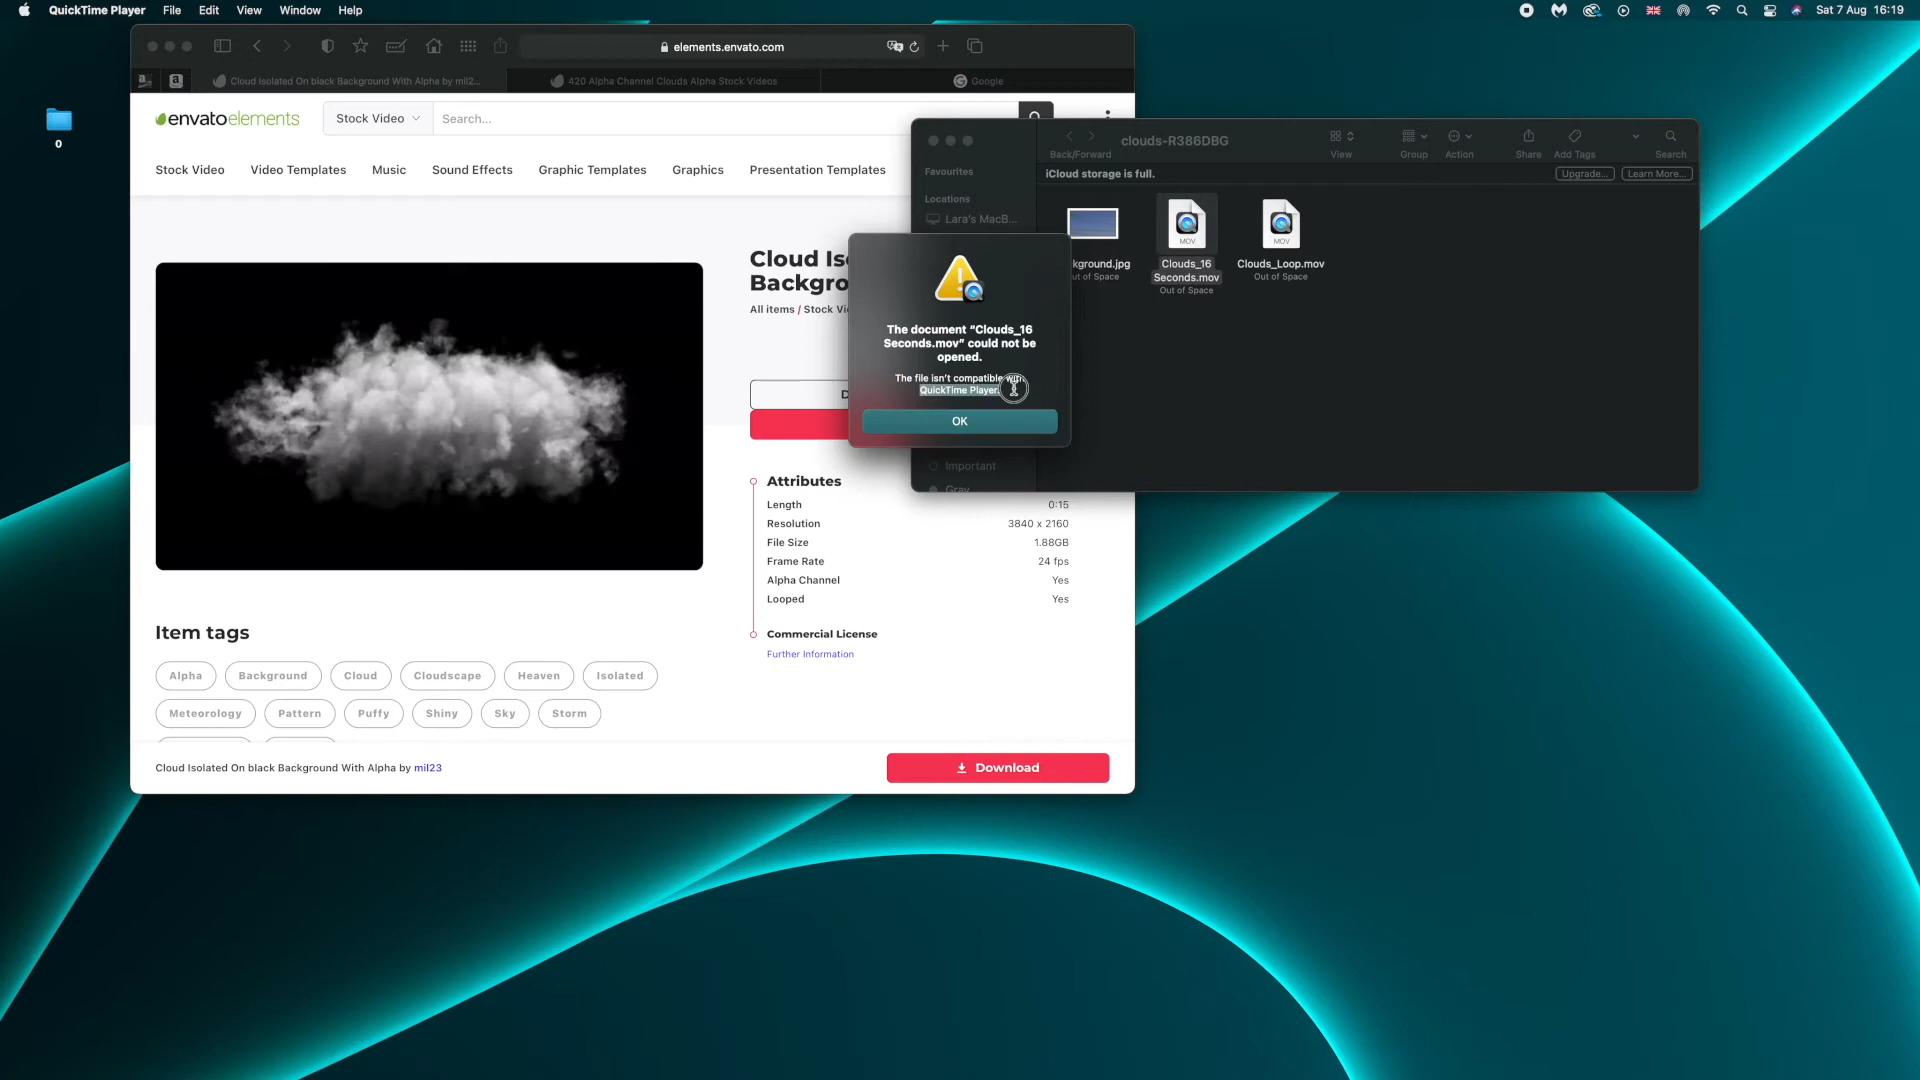 QuickTime Player File Edit View Window Help
Sat 7 Aug 16:19
elements.envato.com
Cloud Isolated On black Background With Alpha by mil2...
420 Alpha Channel Clouds Alpha Stock Videos
Google
0
envatoelements
Stock Video
Search...
Stock Video Video Templates Music Sound Effects Graphic Templates Graphics Presentation Templates
Cloud Is
Backgro
All items / Stock Vi
D
Attributes
Length 0:15
Resolution 3840 x 2160
File Size 1.88GB
Frame Rate 24 fps
Alpha Channel Yes
Looped Yes
Commercial License
Further Information
Item tags
Alpha Background Cloud Cloudscape Heaven Isolated
Meteorology Pattern Puffy Shiny Sky Storm
Cloud Isolated On black Background With Alpha by mil23
Download
clouds-R386DBG
Back/Forward View Group Action Share Add Tags Search
Favourites
iCloud storage is full.
Upgrade... Learn More...
Locations
Lara's MacB...
MOV
MOV
kground.jpg
ut of Space
Clouds_16
Seconds.mov
Out of Space
Clouds_Loop.mov
Out of Space
Important
Gray
The document “Clouds_16
Seconds.mov” could not be
opened.
The file isn't compatible with
QuickTime Player.
OK